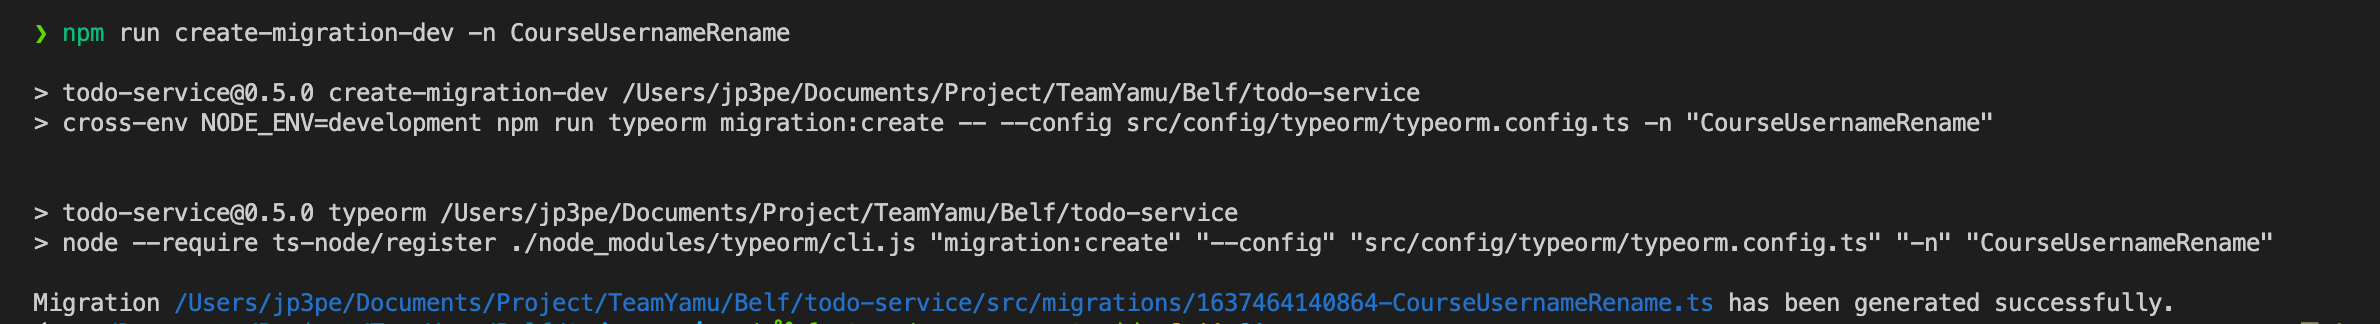 ❯ npm run create-migration-dev -n CourseUsernameRename
> todo-service@0.5.0 create-migration-dev /Users/jp3pe/Documents/Project/TeamYamu/Belf/todo-service
> cross-env NODE_ENV=development npm run typeorm migration:create -- --config src/config/typeorm/typeorm.config.ts -n "CourseUsernameRename"
> todo-service@0.5.0 typeorm /Users/jp3pe/Documents/Project/TeamYamu/Belf/todo-service
> node --require ts-node/register ./node_modules/typeorm/cli.js "migration:create" "--config" "src/config/typeorm/typeorm.config.ts" "-n" "CourseUsernameRename"
Migration /Users/jp3pe/Documents/Project/TeamYamu/Belf/todo-service/src/migrations/1637464140864-CourseUsernameRename.ts has been generated successfully.